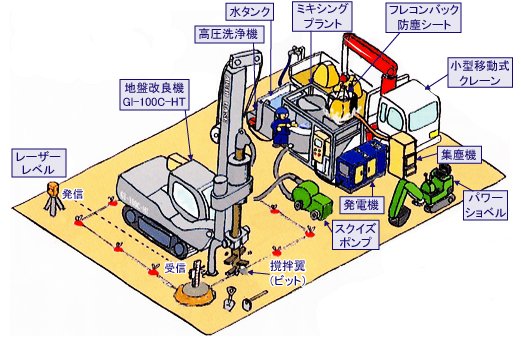 水タンク
高圧洗浄機
ミキシング
プラント
フレコンバック
防塵シート
小型移動式
クレーン
地盤改良機
GI-100C-HT
レーザー
レベル
発信
集塵機
発電機
パワー
ショベル
スクイズ
ポンプ
受信
撹拌翼
(ビット)